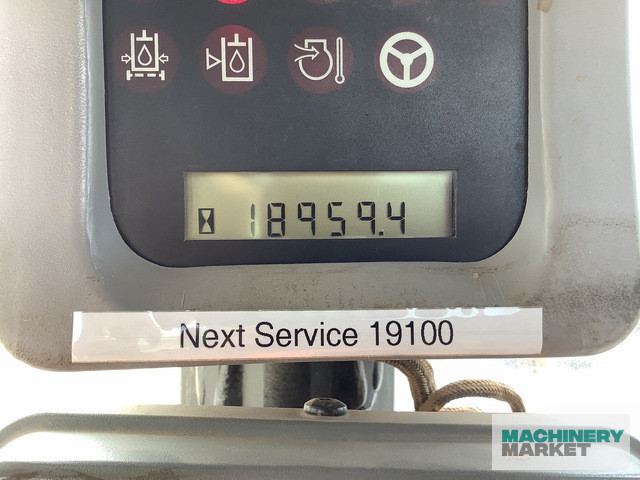 18959.4
Next Service 19100
MACHINERY
MARKET